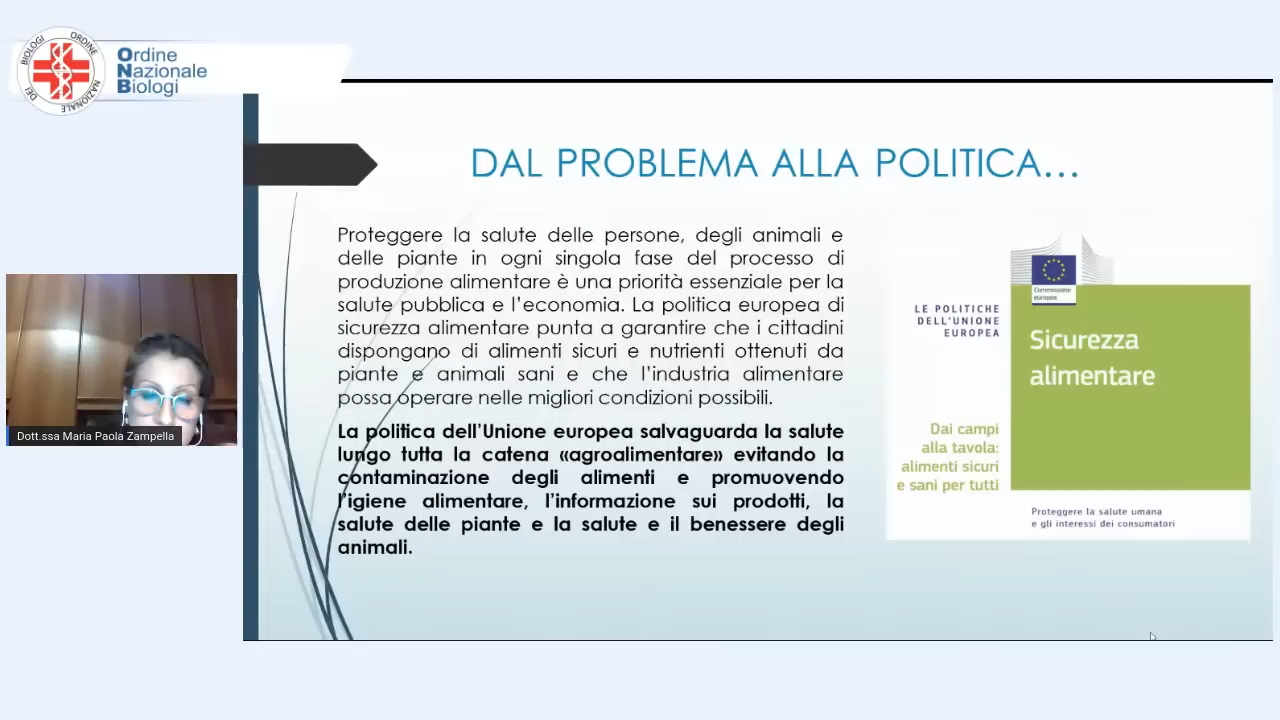 ORDINE NAZIONALE DEI BIOLOGI
Ordine
Nazionale
Biologi
DAL PROBLEMA ALLA POLITICA...
Proteggere la salute delle persone, degli animali e
delle piante in ogni singola fase del processo di
produzione alimentare è una priorità essenziale per la
salute pubblica e l'economia. La politica europea di
sicurezza alimentare punta a garantire che i cittadini
dispongano di alimenti sicuri e nutrienti ottenuti da
piante e animali sani e che l'industria alimentare
possa operare nelle migliori condizioni possibili.
La politica dell'Unione europea salvaguarda la salute
lungo tutta la catena «agroalimentare» evitando la
contaminazione degli alimenti e promuovendo
l'igiene alimentare, l'informazione sui prodotti, la
salute delle piante e la salute e il benessere degli
animali.
Commissione
europea
LE POLITICHE
DELL'UNIONE
EUROPEA
Sicurezza
alimentare
Dai campi
alla tavola:
alimenti sicuri
e sani per tutti
Proteggere la salute umana
e gli interessi dei consumatori
Dott.ssa Maria Paola Zampella